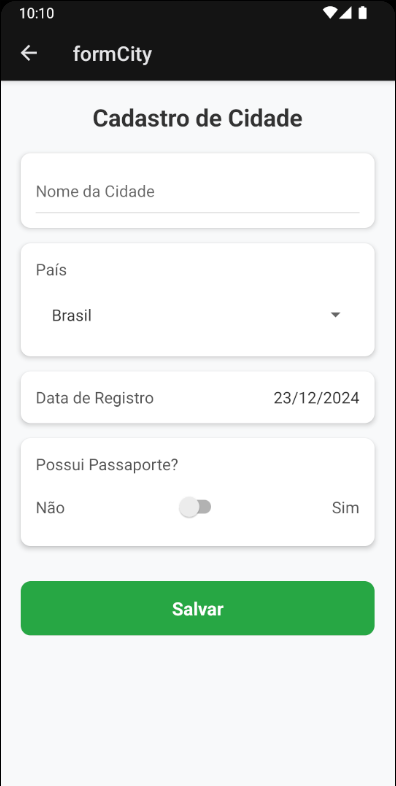 10:10
formCity
Cadastro de Cidade
Nome da Cidade
País
Brasil
Data de Registro 23/12/2024
Possui Passaporte?
Não Sim
Salvar